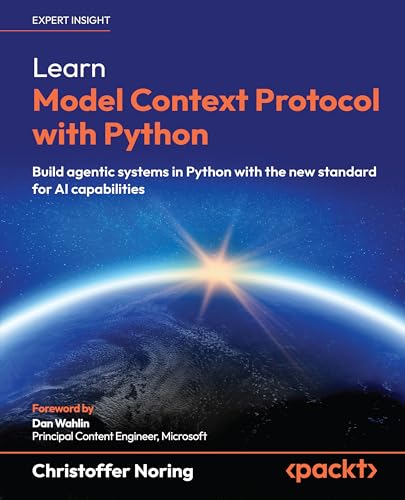 EXPERT INSIGHT
Learn
Model Context Protocol
with Python
Build agentic systems in Python with the new standard
for AI capabilities
Foreword by
Dan Wahlin
Principal Content Engineer, Microsoft
Christoffer Noring
<packt>